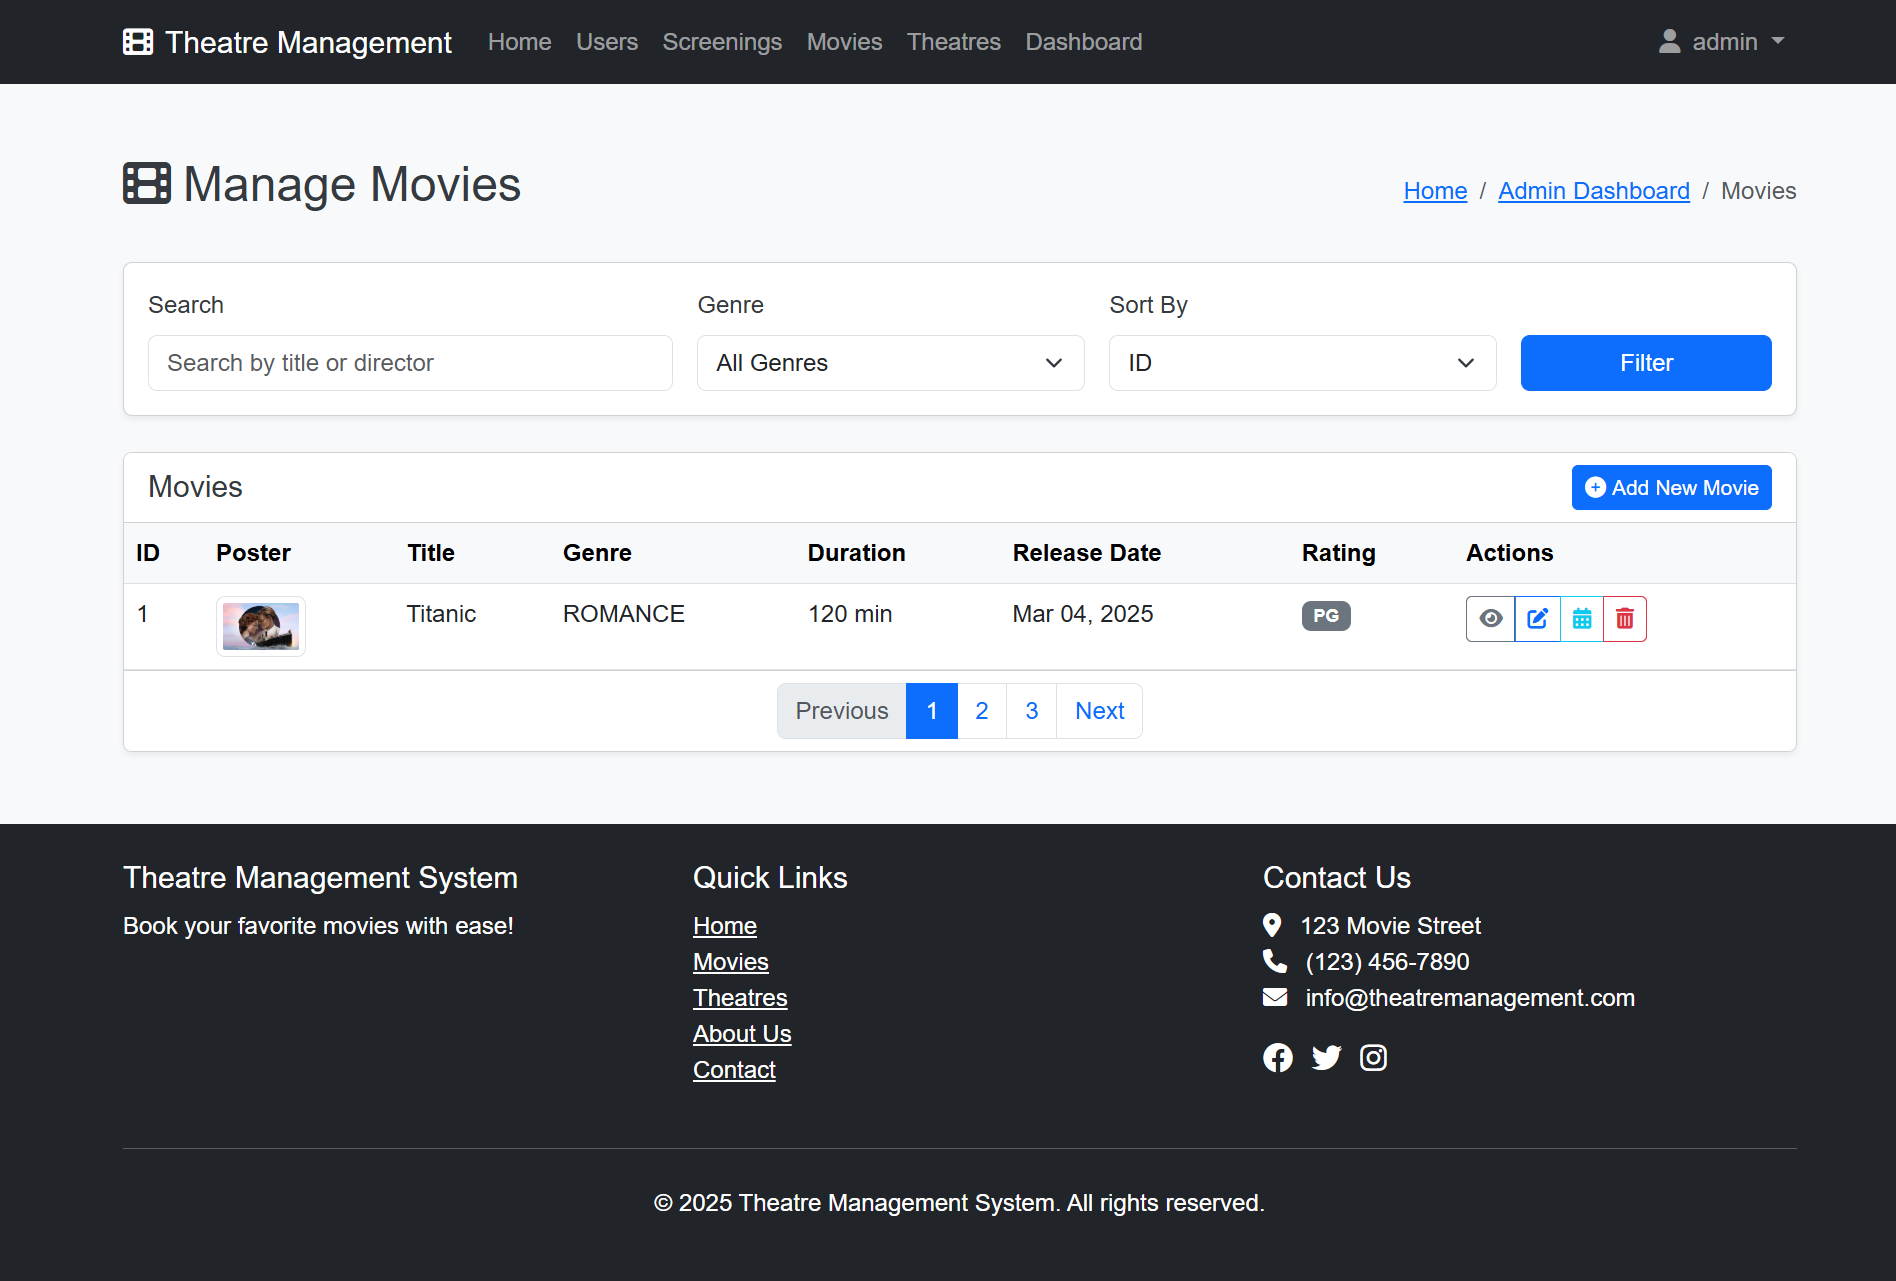 Theatre Management Home Users Screenings Movies Theatres Dashboard admin
Manage Movies
Home / Admin Dashboard / Movies
Search Genre Sort By
Search by title or director All Genres ID Filter
Movies Add New Movie
ID Poster Title Genre Duration Release Date Rating Actions
1 Titanic ROMANCE 120 min Mar 04, 2025 PG
Previous 1 2 3 Next
Theatre Management System
Book your favorite movies with ease!
Quick Links
Home
Movies
Theatres
About Us
Contact
Contact Us
123 Movie Street
(123) 456-7890
info@theatremanagement.com
© 2025 Theatre Management System. All rights reserved.